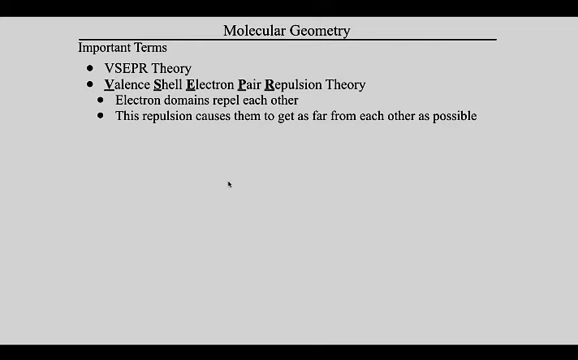 Molecular Geometry
Important Terms
● VSEPR Theory
● Valence Shell Electron Pair Repulsion Theory
● Electron domains repel each other
● This repulsion causes them to get as far from each other as possible